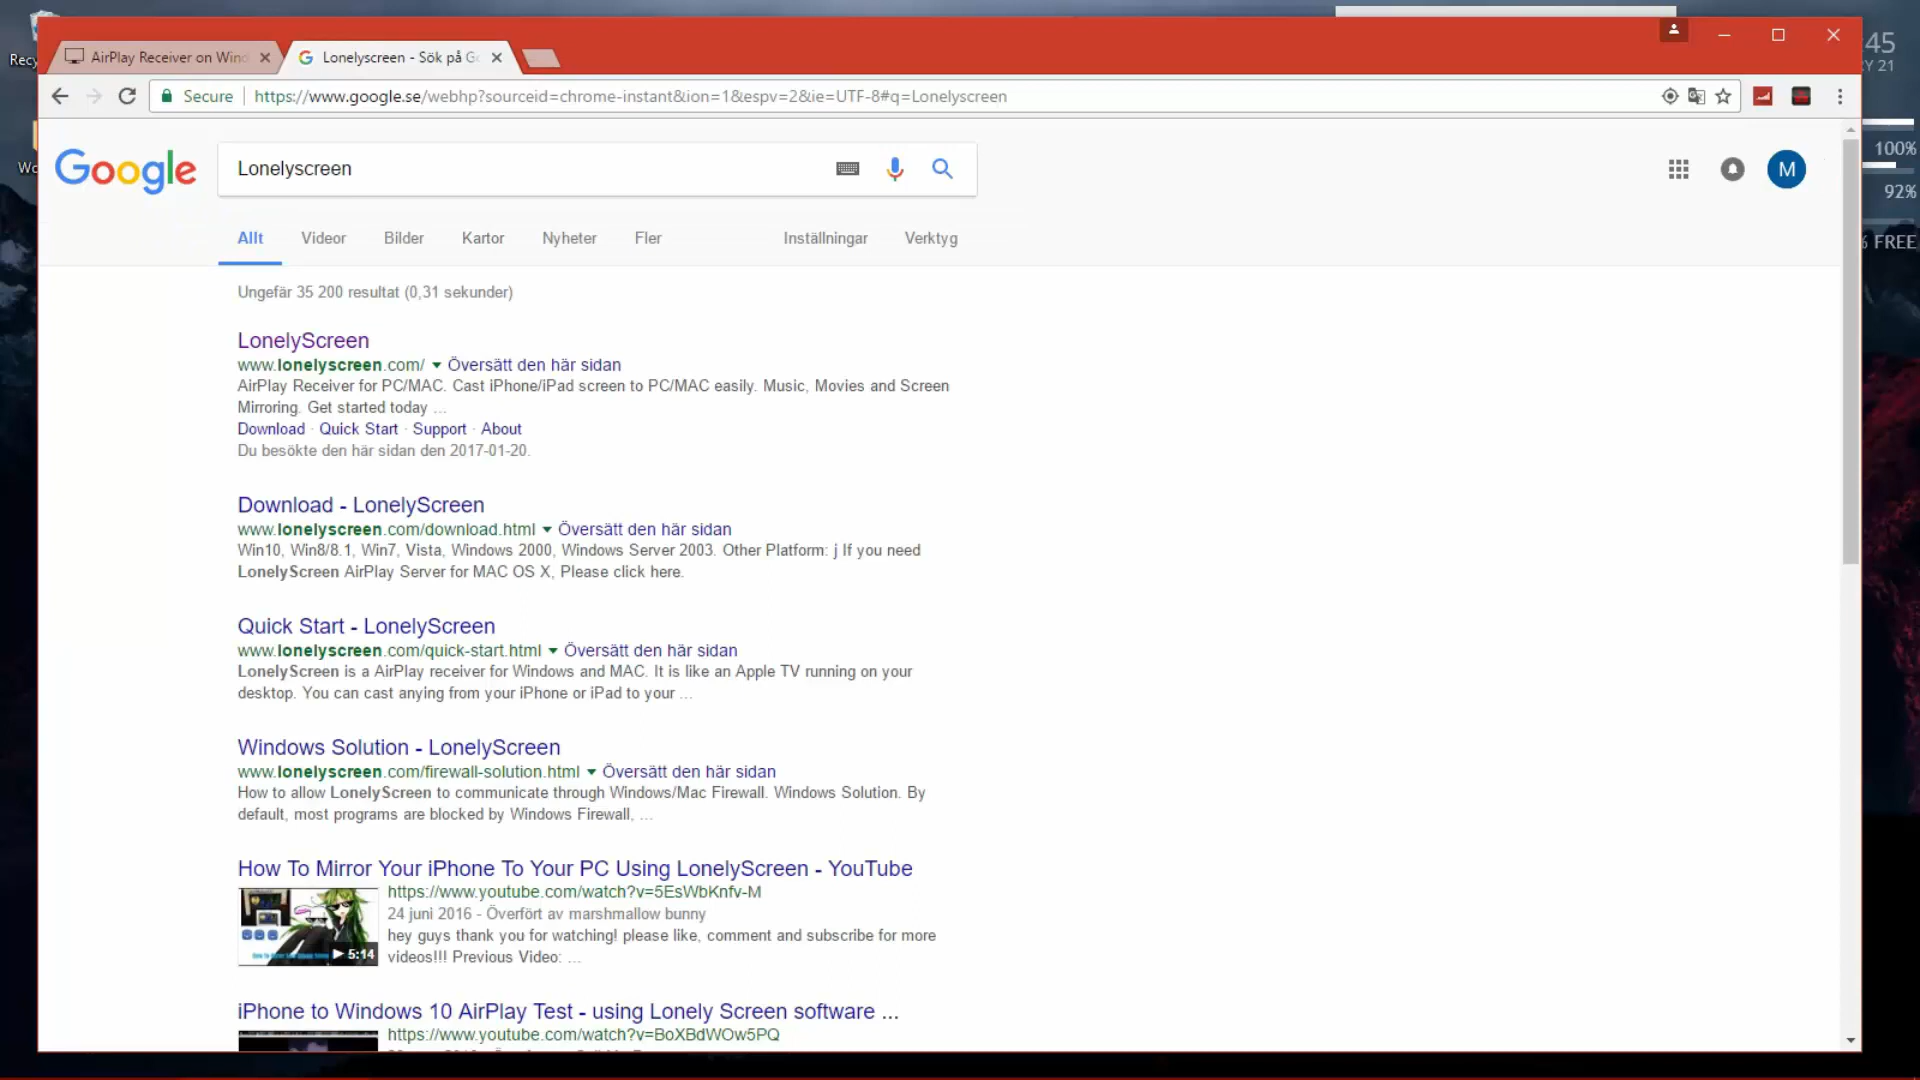 Recy
45
Y 21
AirPlay Receiver on Wind
Lonelyscreen - Sök på Go
Secure
https://www.google.se/webhp?sourceid=chrome-instant&ion=1&espv=2&ie=UTF-8#q=Lonelyscreen
Google
Lonelyscreen
M
100%
92%
% FREE
Wo
Allt Videor Bilder Kartor Nyheter Fler Inställningar Verktyg
Ungefär 35 200 resultat (0,31 sekunder)
LonelyScreen
www.lonelyscreen.com/ Översätt den här sidan
AirPlay Receiver for PC/MAC. Cast iPhone/iPad screen to PC/MAC easily. Music, Movies and Screen
Mirroring. Get started today ...
Download · Quick Start · Support · About
Du besökte den här sidan den 2017-01-20.
Download - LonelyScreen
www.lonelyscreen.com/download.html Översätt den här sidan
Win10, Win8/8.1, Win7, Vista, Windows 2000, Windows Server 2003. Other Platform: j If you need
LonelyScreen AirPlay Server for MAC OS X, Please click here.
Quick Start - LonelyScreen
www.lonelyscreen.com/quick-start.html Översätt den här sidan
LonelyScreen is a AirPlay receiver for Windows and MAC. It is like an Apple TV running on your
desktop. You can cast anying from your iPhone or iPad to your ...
Windows Solution - LonelyScreen
www.lonelyscreen.com/firewall-solution.html Översätt den här sidan
How to allow LonelyScreen to communicate through Windows/Mac Firewall. Windows Solution. By
default, most programs are blocked by Windows Firewall, ...
How To Mirror Your iPhone To Your PC Using LonelyScreen - YouTube
https://www.youtube.com/watch?v=5EsWbKnfv-M
24 juni 2016 - Överfört av marshmallow bunny
hey guys thank you for watching! please like, comment and subscribe for more
videos!!! Previous Video: ...
5:14
iPhone to Windows 10 AirPlay Test - using Lonely Screen software ...
https://www.youtube.com/watch?v=BoXBdWOw5PQ